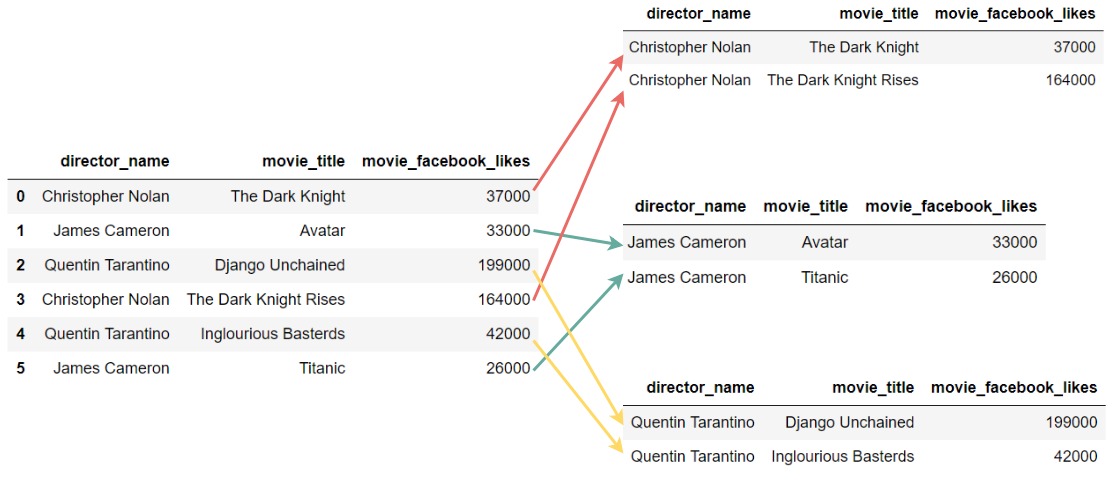 director_name movie_title movie_facebook_likes
Christopher Nolan The Dark Knight 37000
Christopher Nolan The Dark Knight Rises 164000
director_name movie_title movie_facebook_likes
0 Christopher Nolan The Dark Knight 37000
1 James Cameron Avatar 33000
2 Quentin Tarantino Django Unchained 199000
3 Christopher Nolan The Dark Knight Rises 164000
4 Quentin Tarantino Inglourious Basterds 42000
5 James Cameron Titanic 26000
director_name movie_title movie_facebook_likes
James Cameron Avatar 33000
James Cameron Titanic 26000
director_name movie_title movie_facebook_likes
Quentin Tarantino Django Unchained 199000
Quentin Tarantino Inglourious Basterds 42000